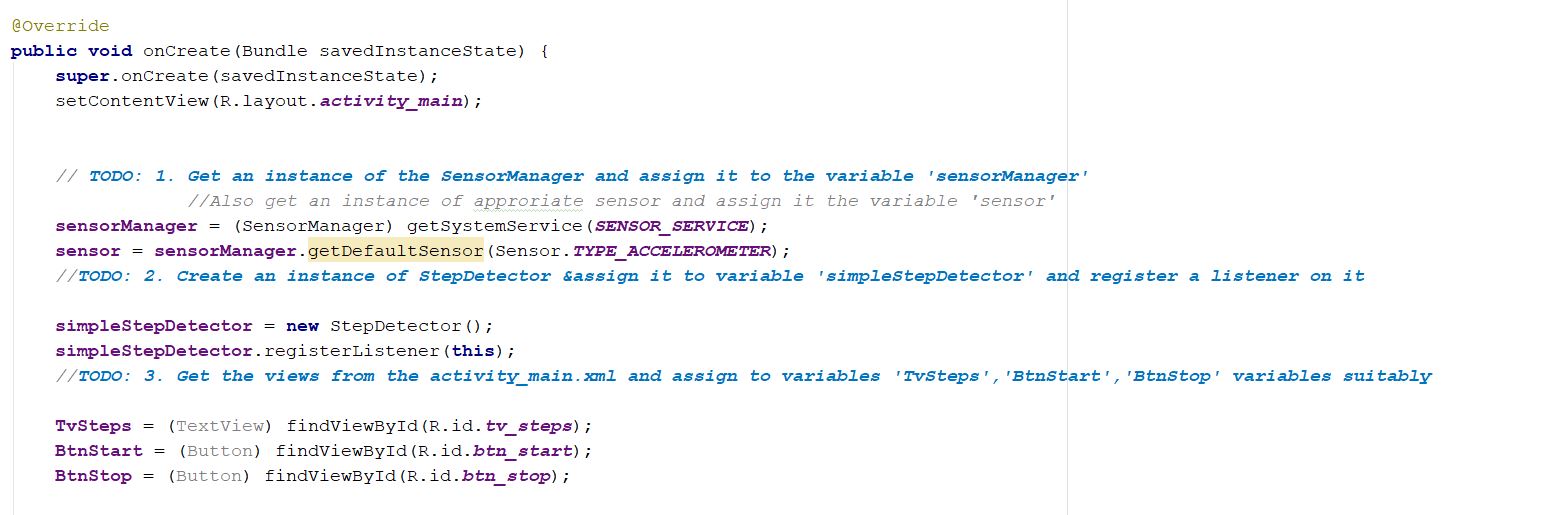 @Override
public void onCreate(Bundle savedInstanceState) {
super.onCreate(savedInstanceState);
setContentView(R.layout.activity_main);
// TODO: 1. Get an instance of the SensorManager and assign it to the variable 'sensorManager'
//Also get an instance of approriate sensor and assign it the variable 'sensor'
sensorManager = (SensorManager) getSystemService(SENSOR_SERVICE);
sensor = sensorManager.getDefaultSensor(Sensor.TYPE_ACCELEROMETER);
//TODO: 2. Create an instance of StepDetector &assign it to variable 'simpleStepDetector' and register a listener on it
simpleStepDetector = new StepDetector();
simpleStepDetector.registerListener(this);
//TODO: 3. Get the views from the activity_main.xml and assign to variables 'TvSteps','BtnStart','BtnStop' variables suitably
TvSteps = (TextView) findViewById(R.id.tv_steps);
BtnStart = (Button) findViewById(R.id.btn_start);
BtnStop = (Button) findViewById(R.id.btn_stop);